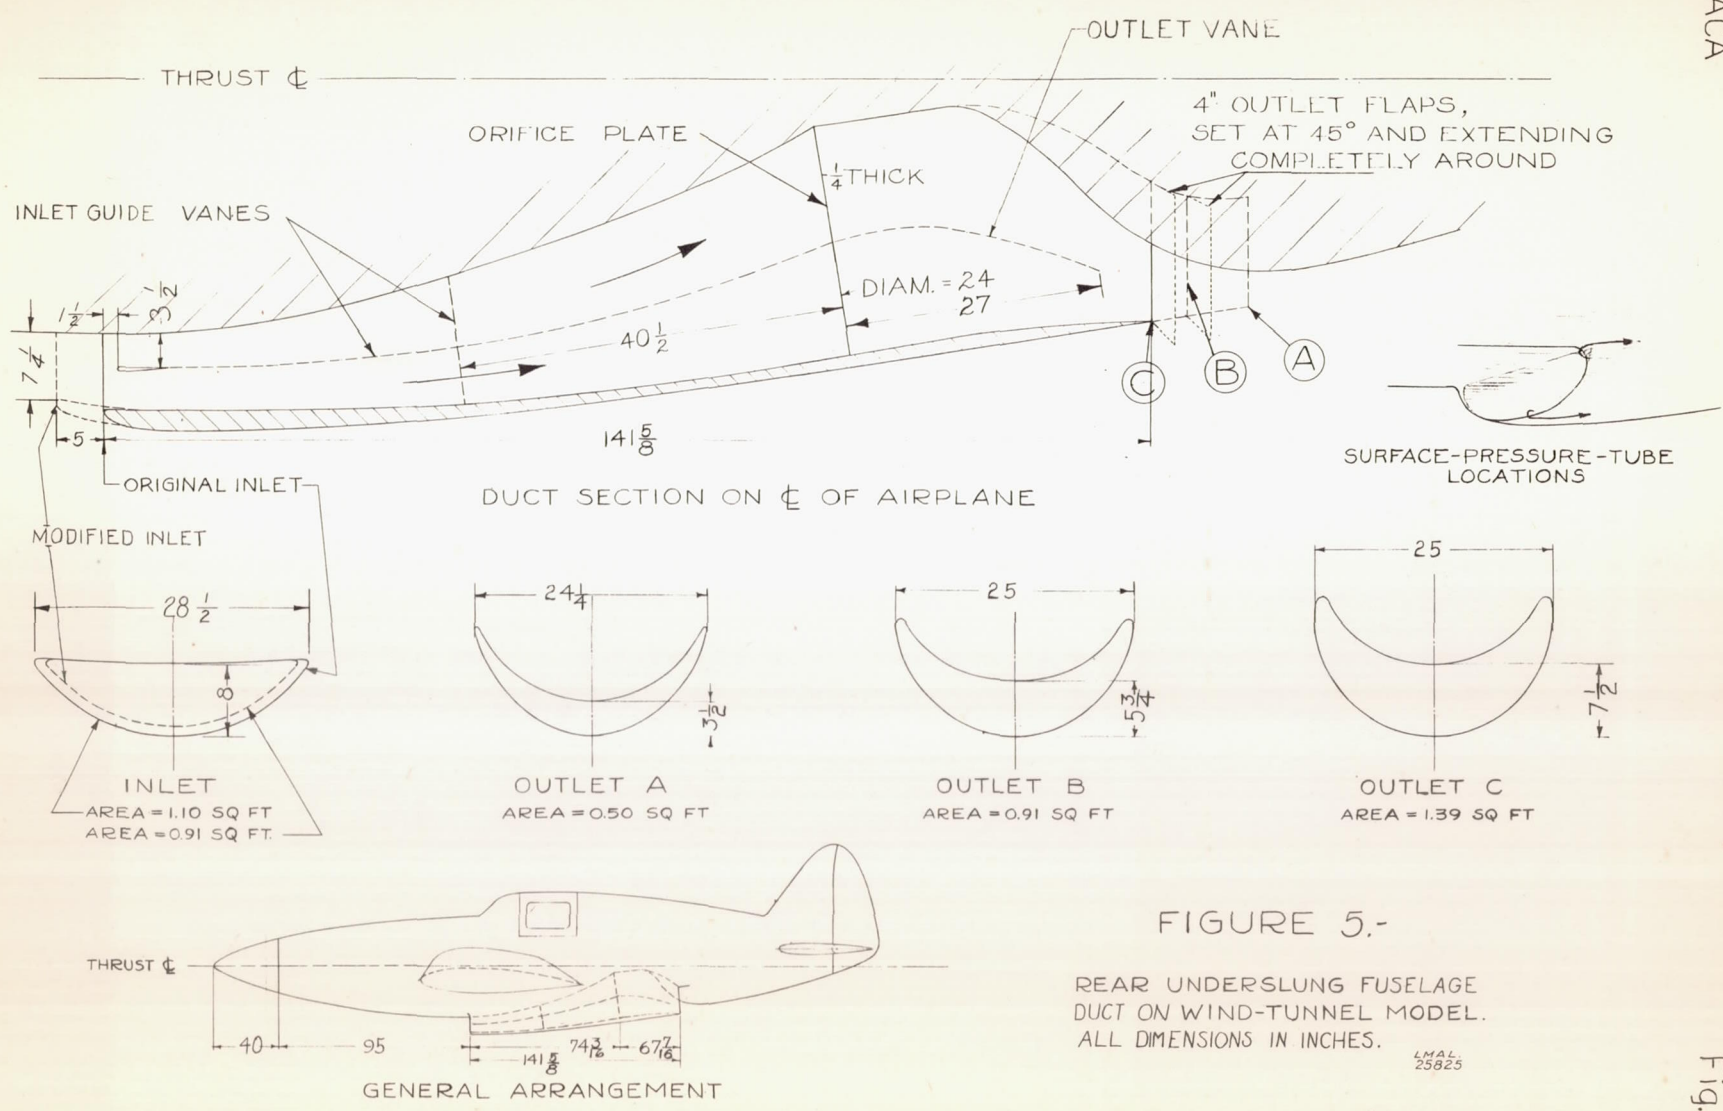 ACA
OUTLET VANE
THRUST ℄
4" OUTLET FLAPS,
SET AT 45° AND EXTENDING
COMPLETELY AROUND
ORIFICE PLATE
1/4 THICK
INLET GUIDE VANES
1 1/2
3 1/2
7 1/4
DIAM. = 24
27
40 1/2
C
B
A
5
141 5/8
SURFACE-PRESSURE-TUBE
LOCATIONS
ORIGINAL INLET
DUCT SECTION ON ℄ OF AIRPLANE
MODIFIED INLET
28 1/2
24 1/4
25
25
8
3 1/2
5 3/4
7 1/2
INLET
AREA = 1.10 SQ FT
AREA = 0.91 SQ FT.
OUTLET A
AREA = 0.50 SQ FT
OUTLET B
AREA = 0.91 SQ FT
OUTLET C
AREA = 1.39 SQ FT
THRUST ℄
40
95
74 3/16
67 7/16
141 5/8
GENERAL ARRANGEMENT
FIGURE 5.-
REAR UNDERSLUNG FUSELAGE
DUCT ON WIND-TUNNEL MODEL.
ALL DIMENSIONS IN INCHES.
LMAL.
25825
Fig.